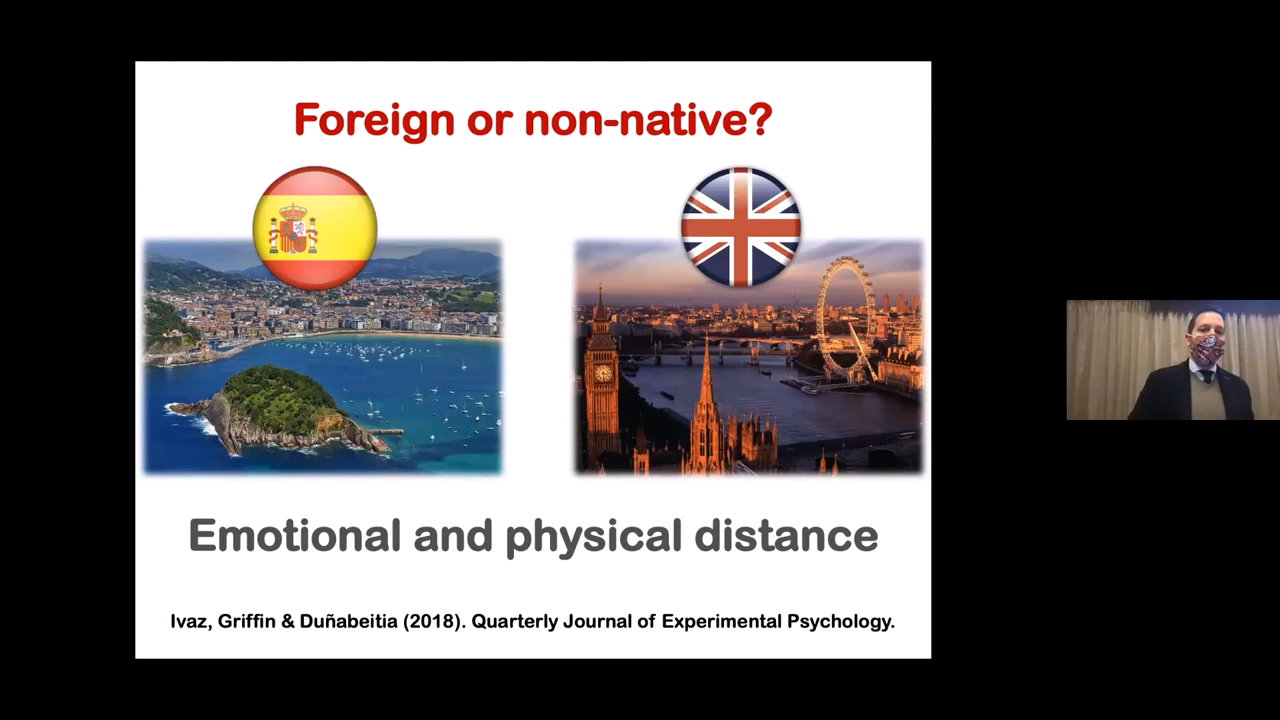 Foreign or non-native?
Emotional and physical distance
Ivaz, Griffin & Duñabeitia (2018). Quarterly Journal of Experimental Psychology.